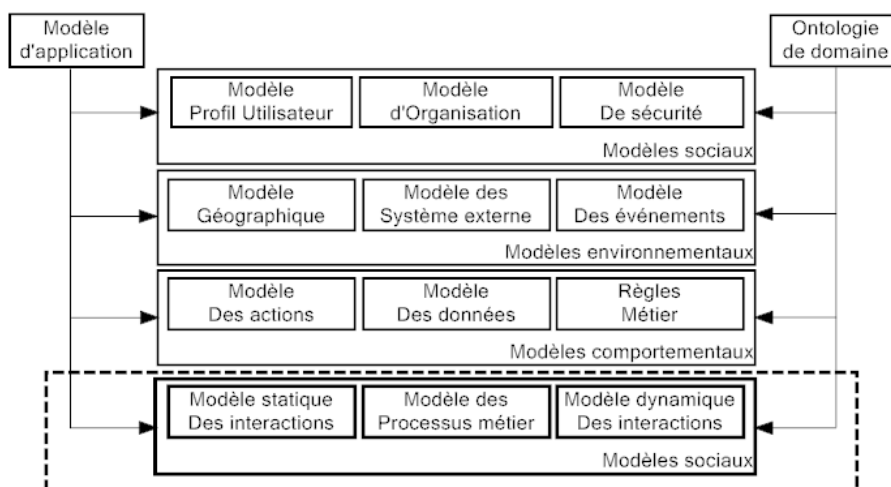 Modèle
d'application
Ontologie
de domaine
Modèle
Profil Utilisateur
Modèle
d'Organisation
Modèle
De sécurité
Modèles sociaux
Modèle
Géographique
Modèle des
Système externe
Modèle
Des événements
Modèles environnementaux
Modèle
Des actions
Modèle
Des données
Règles
Métier
Modèles comportementaux
Modèle statique
Des interactions
Modèle des
Processus métier
Modèle dynamique
Des interactions
Modèles sociaux